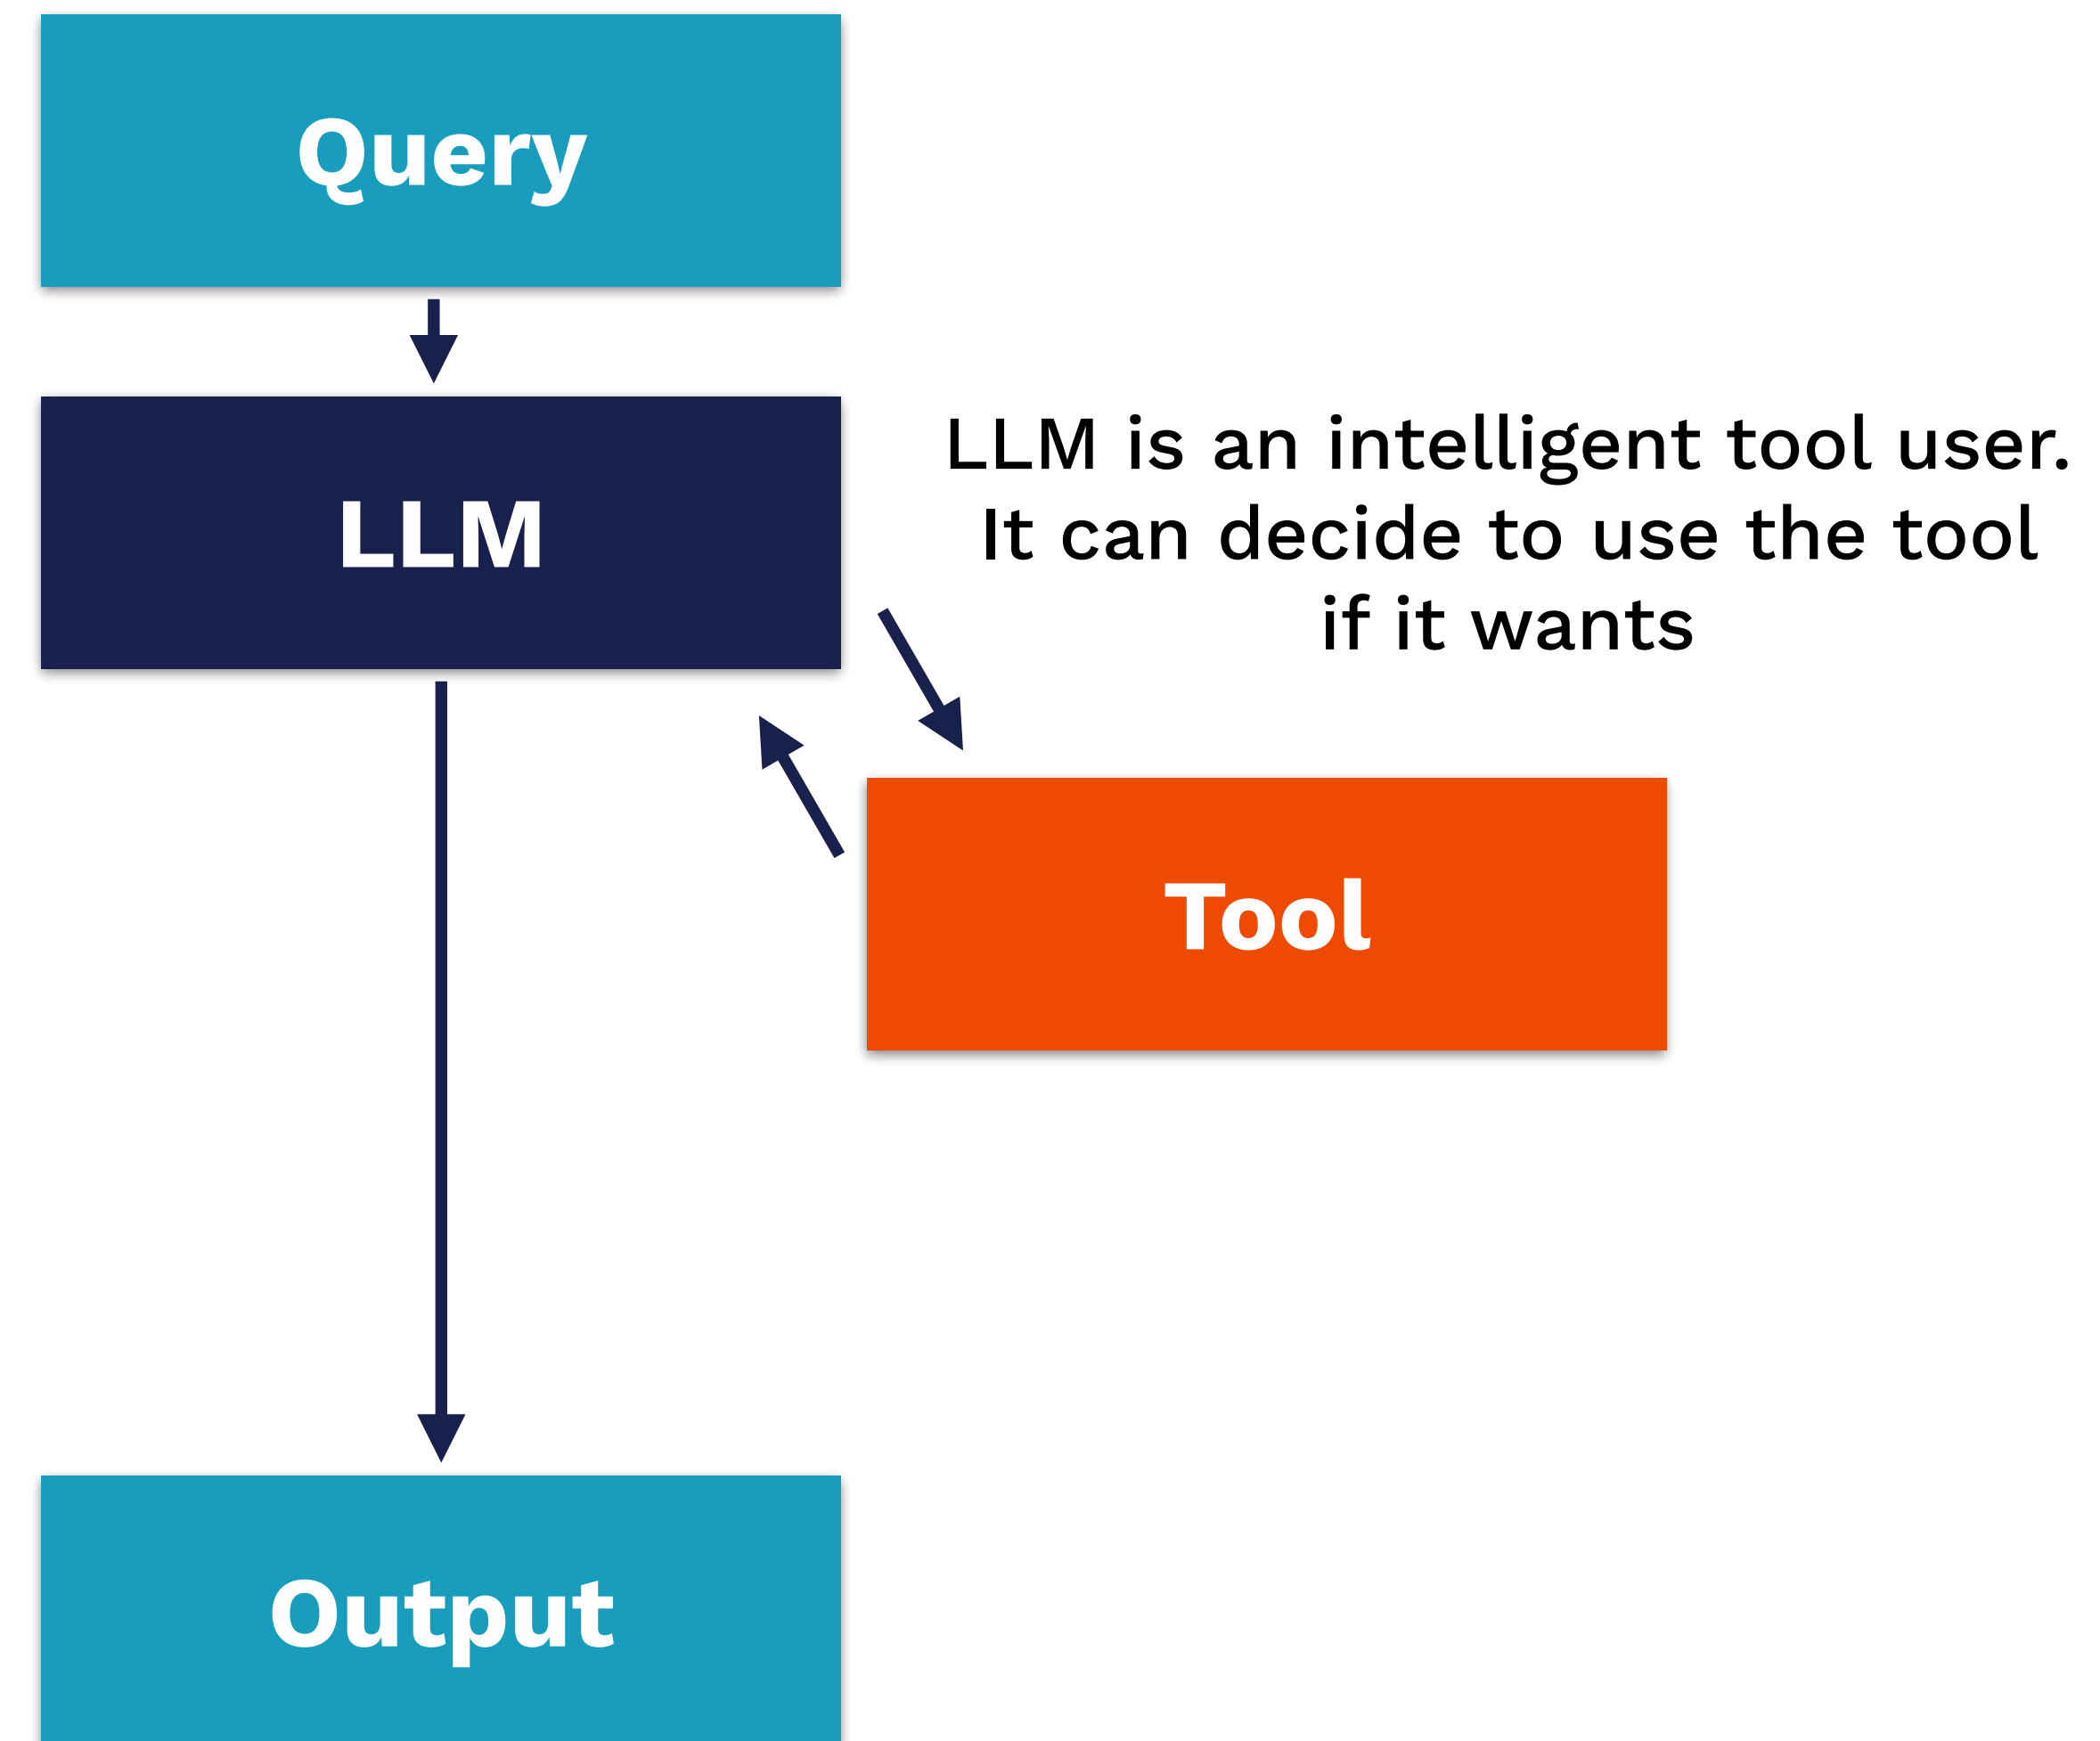 Query
LLM
LLM is an intelligent tool user.
It can decide to use the tool
if it wants
Tool
Output